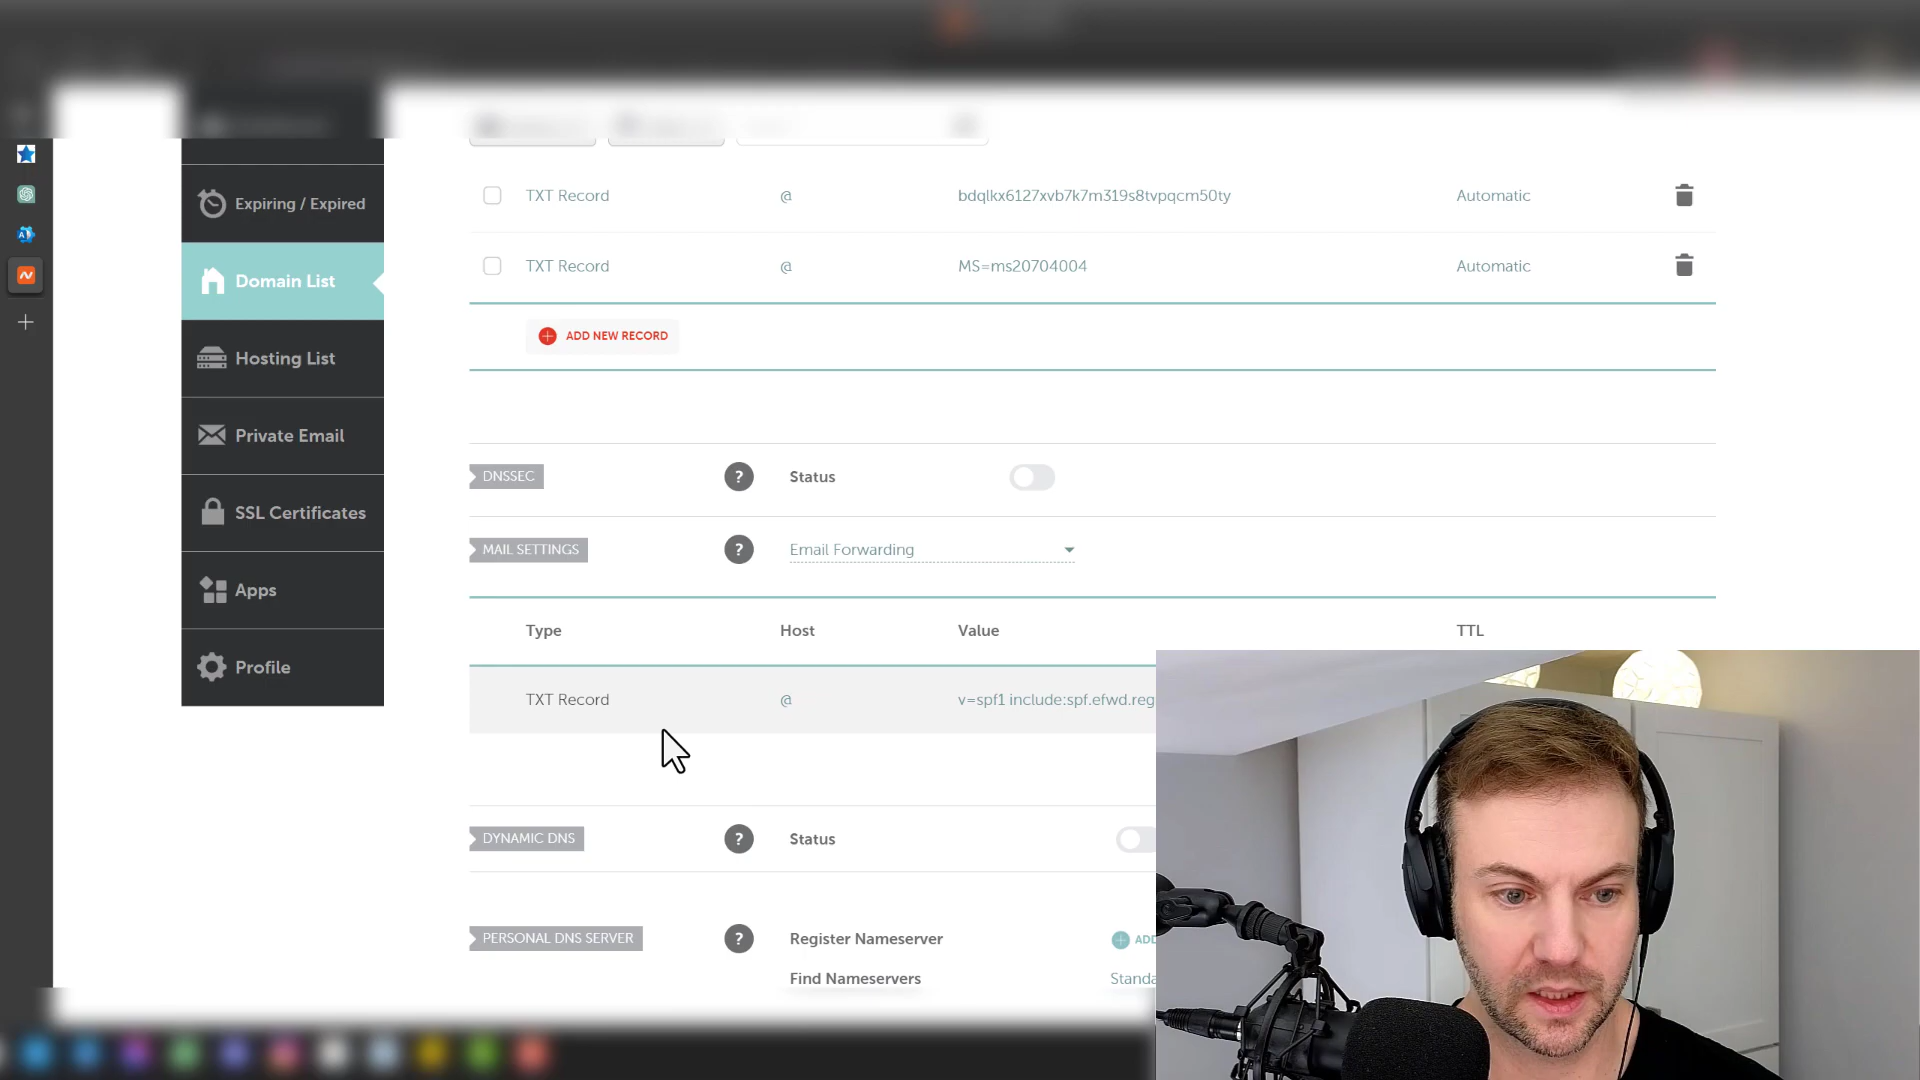 TXT Record @ bdqlkx6127xvb7k7m319s8tvpqcm50ty Automatic
Expiring / Expired
TXT Record @ MS=ms20704004 Automatic
Domain List
ADD NEW RECORD
Hosting List
Private Email
DNSSEC ? Status
SSL Certificates
MAIL SETTINGS ? Email Forwarding
Apps
Type Host Value TTL
Profile
TXT Record @ v=spf1 include:spf.efwd.reg
DYNAMIC DNS ? Status
PERSONAL DNS SERVER ? Register Nameserver ADD
Find Nameservers Standa